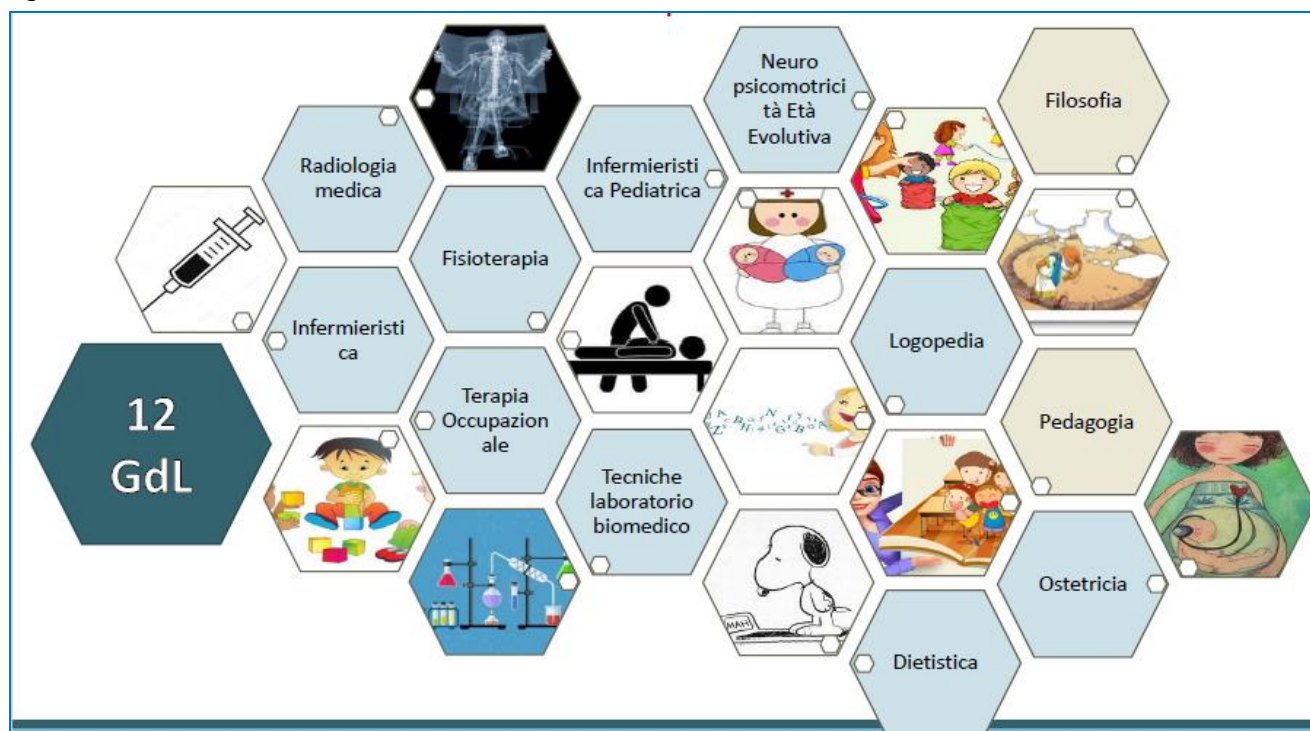 12
GdL
Radiologia
medica
Infermieristi
ca
Fisioterapia
Terapia
Occupazion
ale
Infermieristi
ca Pediatrica
Tecniche
laboratorio
biomedico
Neuro
psicomotrici
tà Età
Evolutiva
Logopedia
MAH
Dietistica
Filosofia
Pedagogia
Ostetricia